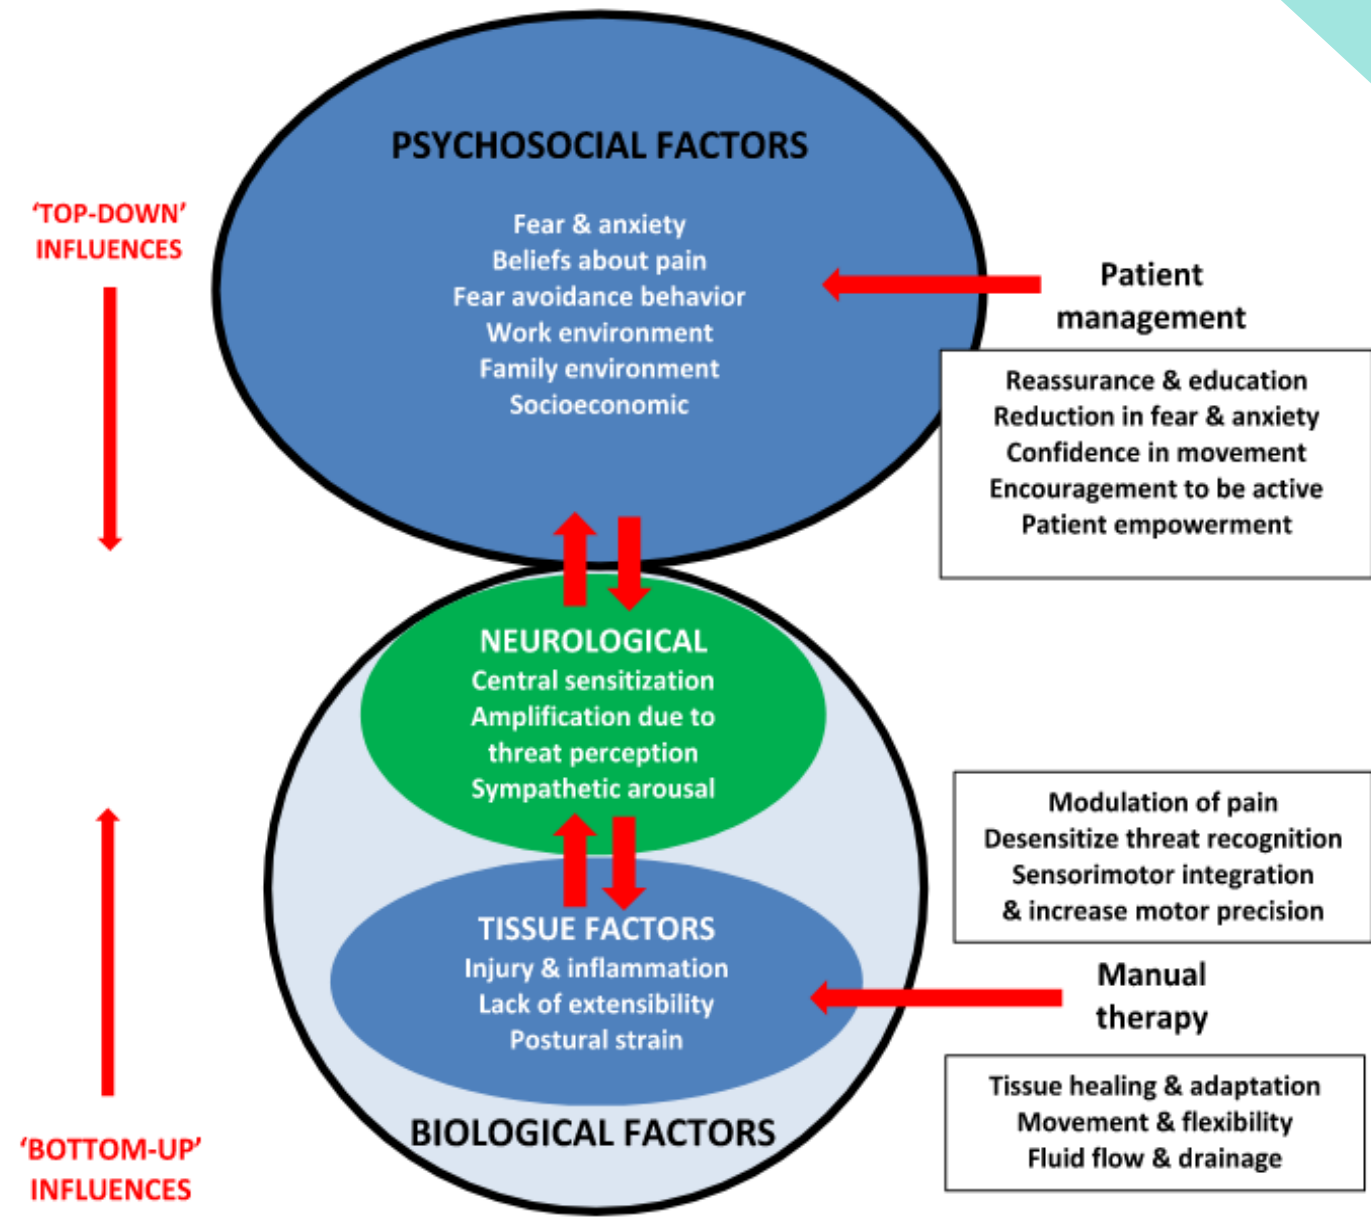 PSYCHOSOCIAL FACTORS
Fear & anxiety
Beliefs about pain
Fear avoidance behavior
Work environment
Family environment
Socioeconomic
‘TOP-DOWN’
INFLUENCES
Patient
management
Reassurance & education
Reduction in fear & anxiety
Confidence in movement
Encouragement to be active
Patient empowerment
NEUROLOGICAL
Central sensitization
Amplification due to
threat perception
Sympathetic arousal
Modulation of pain
Desensitize threat recognition
Sensorimotor integration
& increase motor precision
TISSUE FACTORS
Injury & inflammation
Lack of extensibility
Postural strain
Manual
therapy
Tissue healing & adaptation
Movement & flexibility
Fluid flow & drainage
BIOLOGICAL FACTORS
‘BOTTOM-UP’
INFLUENCES